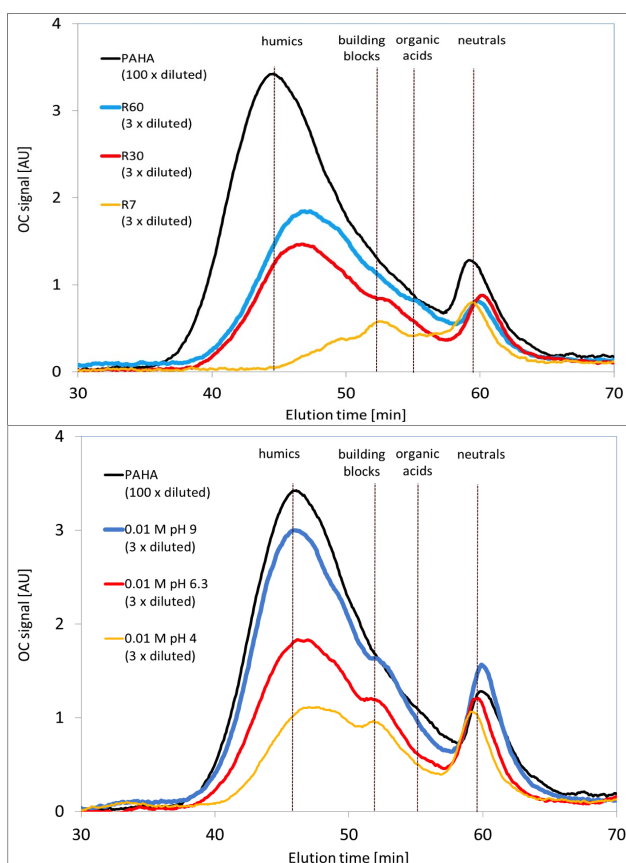 4
3
2
1
0
OC signal [AU]
humics
building
blocks
organic
acids
neutrals
PAHA
(100 x diluted)
R60
(3 x diluted)
R30
(3 x diluted)
R7
(3 x diluted)
30 40 50 60 70
Elution time [min]
4
3
2
1
0
OC signal [AU]
humics
building
blocks
organic
acids
neutrals
PAHA
(100 x diluted)
0.01 M pH 9
(3 x diluted)
0.01 M pH 6.3
(3 x diluted)
0.01 M pH 4
(3 x diluted)
30 40 50 60 70
Elution time [min]